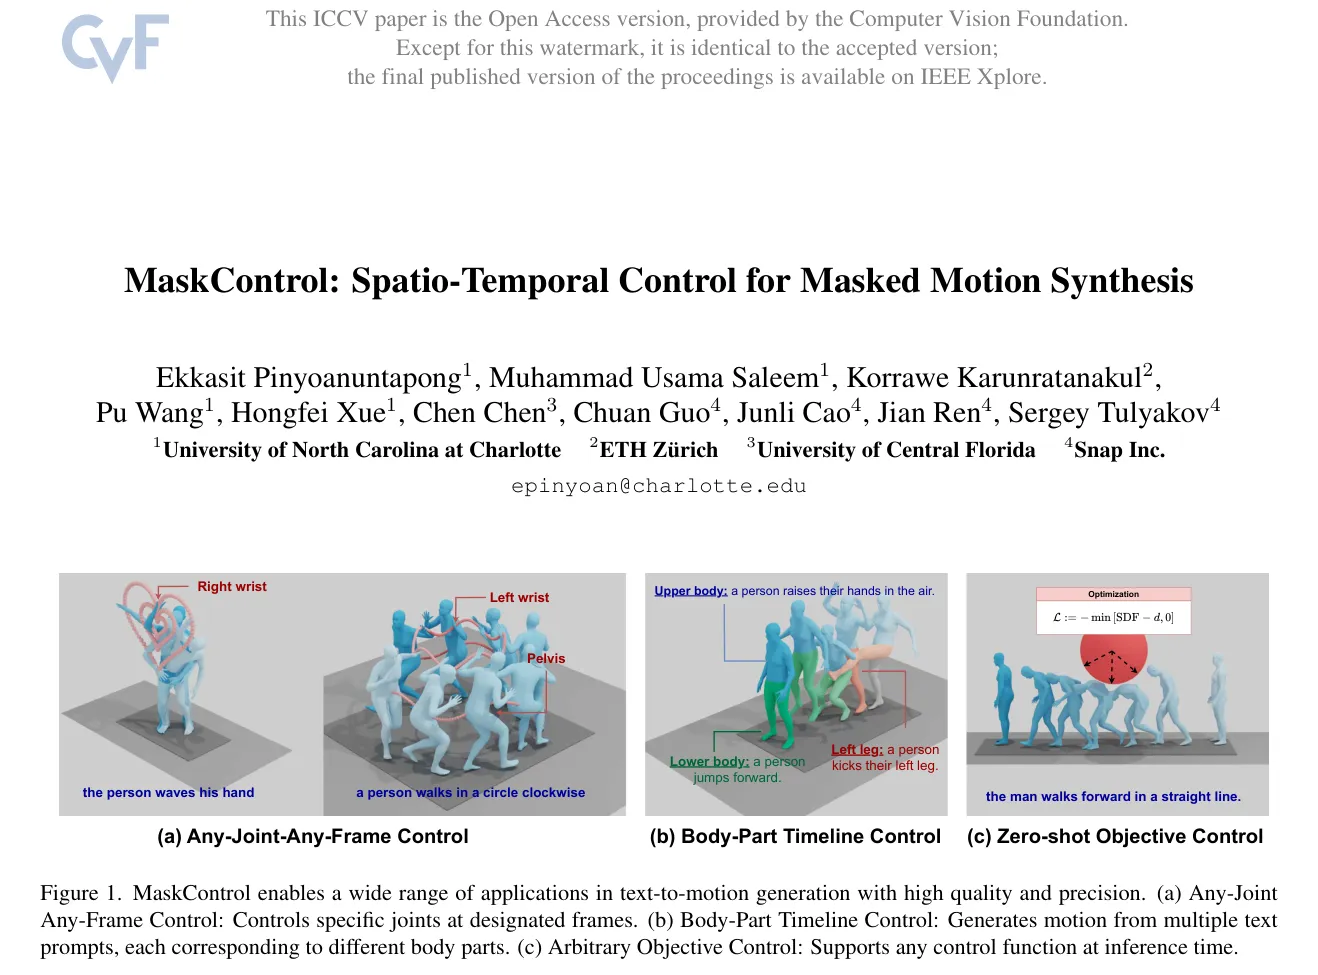 CVF
This ICCV paper is the Open Access version, provided by the Computer Vision Foundation.
Except for this watermark, it is identical to the accepted version;
the final published version of the proceedings is available on IEEE Xplore.
MaskControl: Spatio-Temporal Control for Masked Motion Synthesis
Ekkasit Pinyoanuntapong¹, Muhammad Usama Saleem¹, Korrawe Karunratanakul²,
Pu Wang¹, Hongfei Xue¹, Chen Chen³, Chuan Guo⁴, Junli Cao⁴, Jian Ren⁴, Sergey Tulyakov⁴
¹University of North Carolina at Charlotte ²ETH Zürich ³University of Central Florida ⁴Snap Inc.
epinyoan@charlotte.edu
Right wrist
the person waves his hand
Left wrist
Pelvis
a person walks in a circle clockwise
(a) Any-Joint-Any-Frame Control
Upper body: a person raises their hands in the air.
Lower body: a person
jumps forward.
Left leg: a person
kicks their left leg.
(b) Body-Part Timeline Control
Optimization
ℒ := − min [SDF − d, 0]
the man walks forward in a straight line.
(c) Zero-shot Objective Control
Figure 1. MaskControl enables a wide range of applications in text-to-motion generation with high quality and precision. (a) Any-Joint
Any-Frame Control: Controls specific joints at designated frames. (b) Body-Part Timeline Control: Generates motion from multiple text
prompts, each corresponding to different body parts. (c) Arbitrary Objective Control: Supports any control function at inference time.